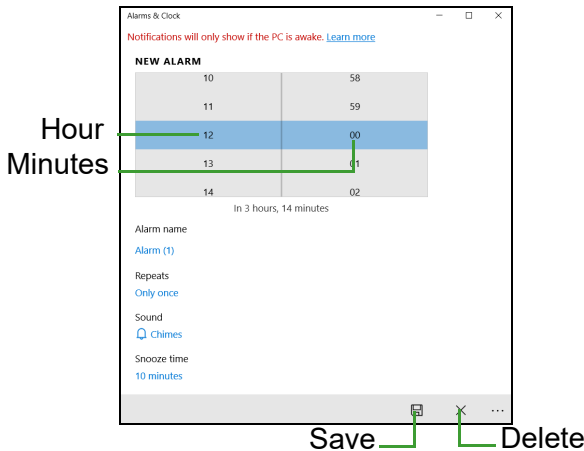 Alarms & Clock
Notifications will only show if the PC is awake. Learn more
NEW ALARM
10 58
11 59
Hour 12 00
Minutes 13 01
14 02
In 3 hours, 14 minutes
Alarm name
Alarm (1)
Repeats
Only once
Sound
Chimes
Snooze time
10 minutes
Save Delete